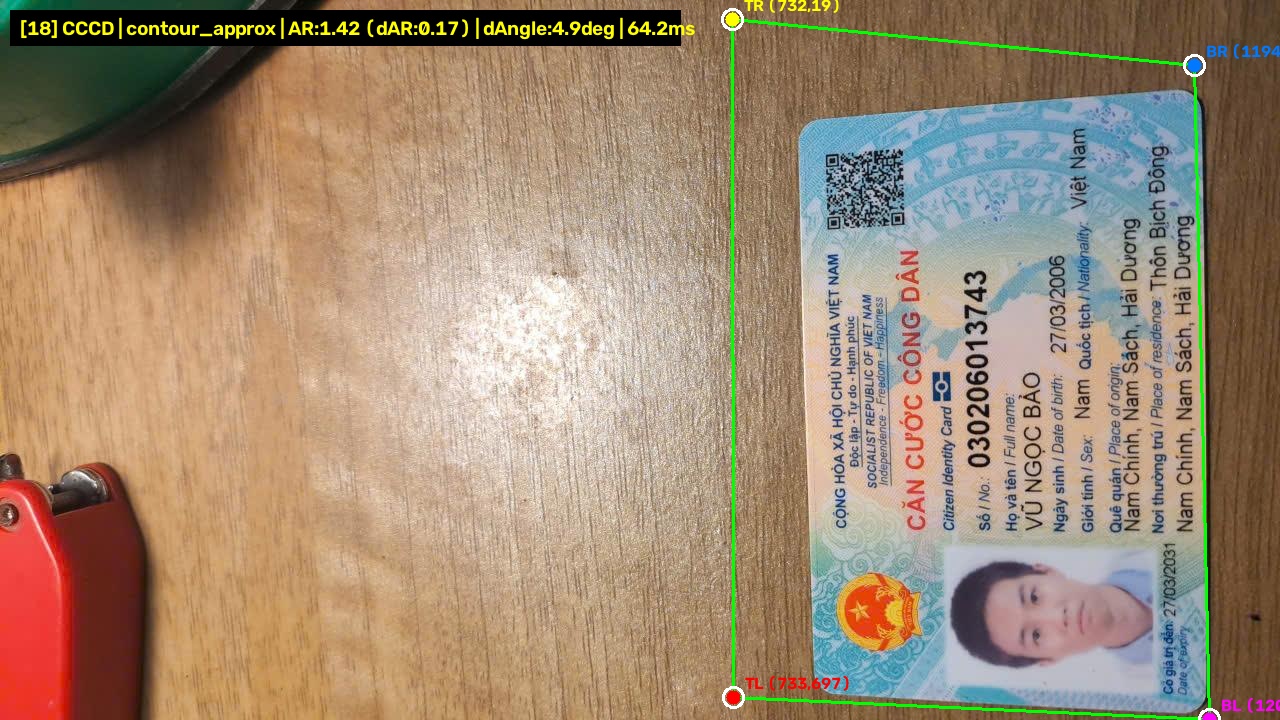 [18] CCCD | contour_approx | AR:1.42 (dAR:0.17) | dAngle:4.9deg | 64.2ms
TR (732,19)
BR (1194
TL (733,697)
BL (120
CỘNG HÒA XÃ HỘI CHỦ NGHĨA VIỆT NAM
Độc lập - Tự do - Hạnh phúc
SOCIALIST REPUBLIC OF VIET NAM
Independence - Freedom - Happiness
CĂN CƯỚC CÔNG DÂN
Citizen Identity Card
Số / No.: 030206013743
Họ và tên / Full name:
VŨ NGỌC BẢO
Ngày sinh / Date of birth: 27/03/2006
Giới tính / Sex: Nam Quốc tịch / Nationality: Việt Nam
Quê quán / Place of origin:
Nam Chính, Nam Sách, Hải Dương
Nơi thường trú / Place of residence: Thôn Bịch Đông,
Nam Chính, Nam Sách, Hải Dương
Có giá trị đến: 27/03/2031
Date of expiry